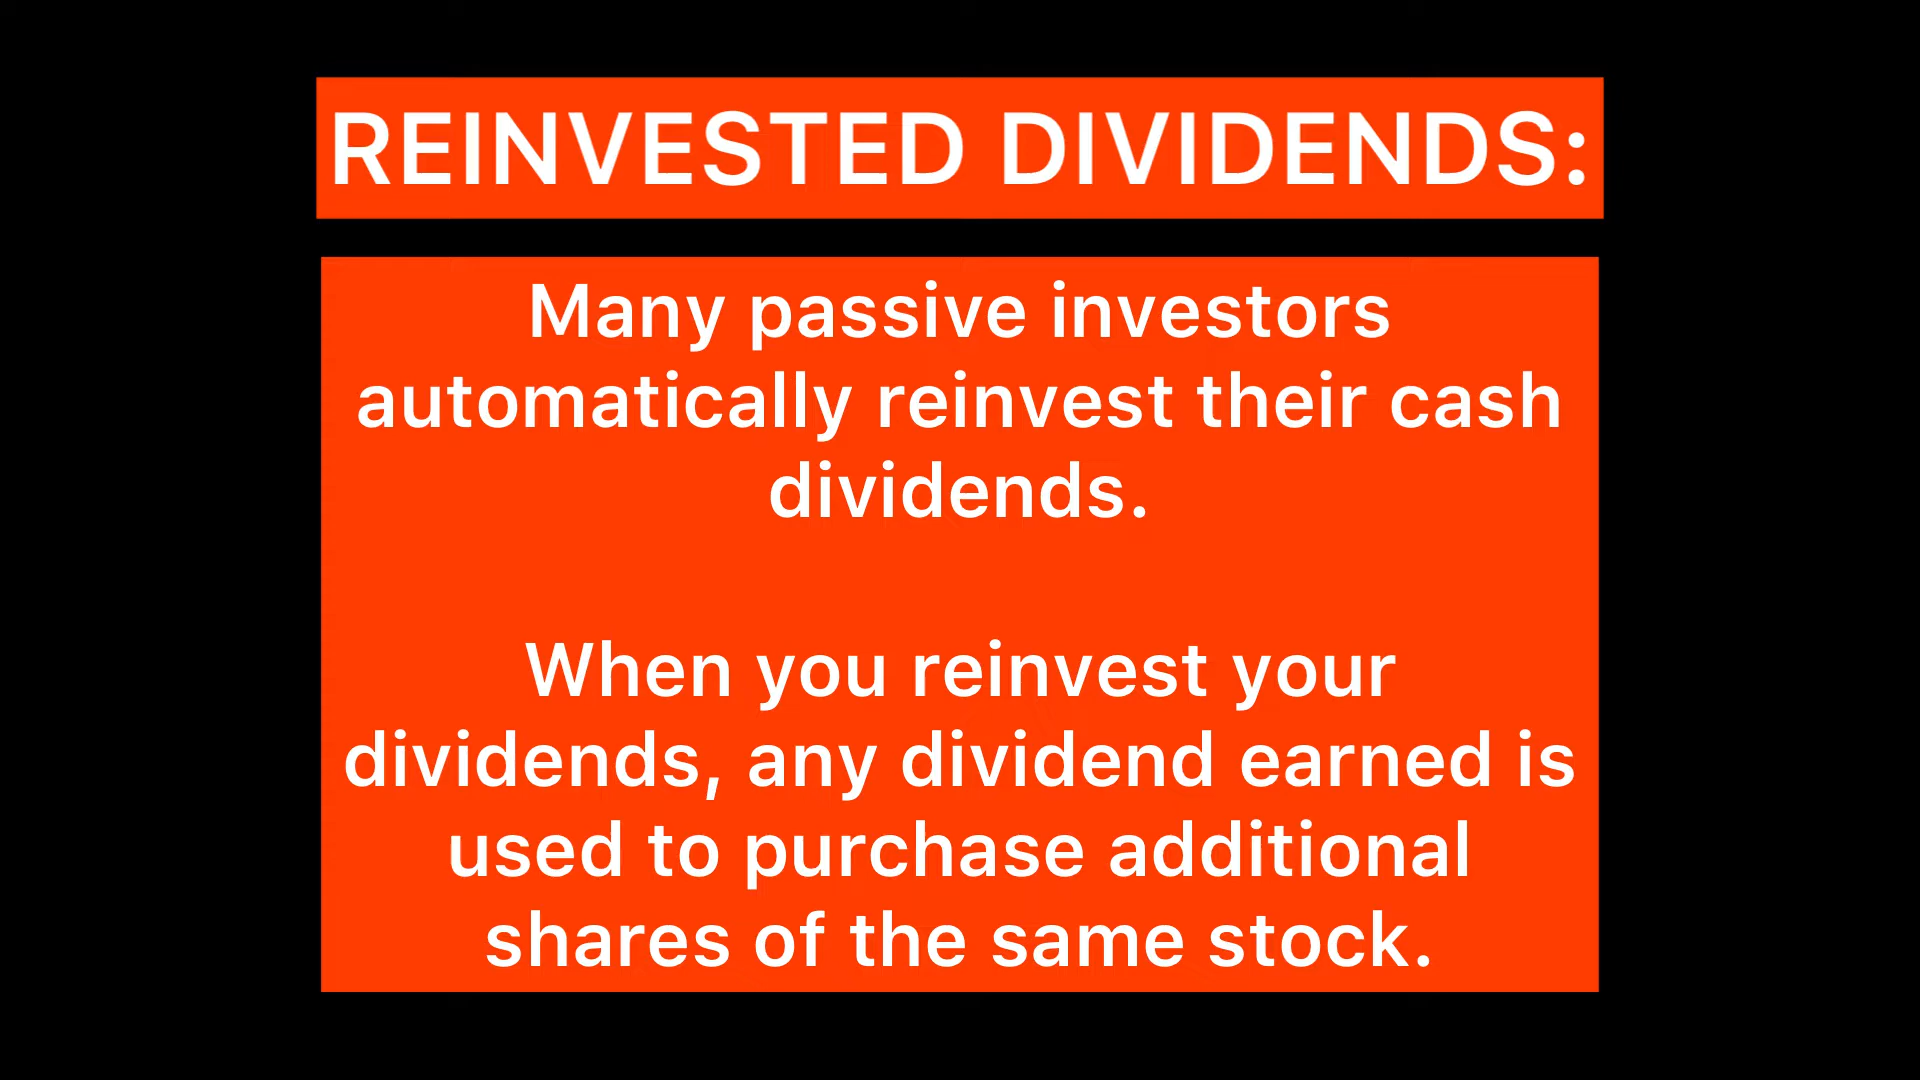 REINVESTED DIVIDENDS:
Many passive investors
automatically reinvest their cash
dividends.
When you reinvest your
dividends, any dividend earned is
used to purchase additional
shares of the same stock.